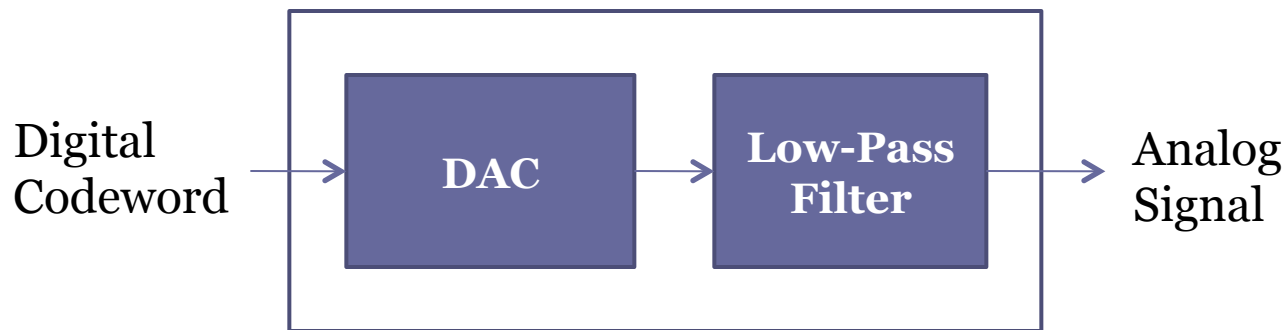 Digital
Codeword
DAC
Low-Pass
Filter
Analog
Signal